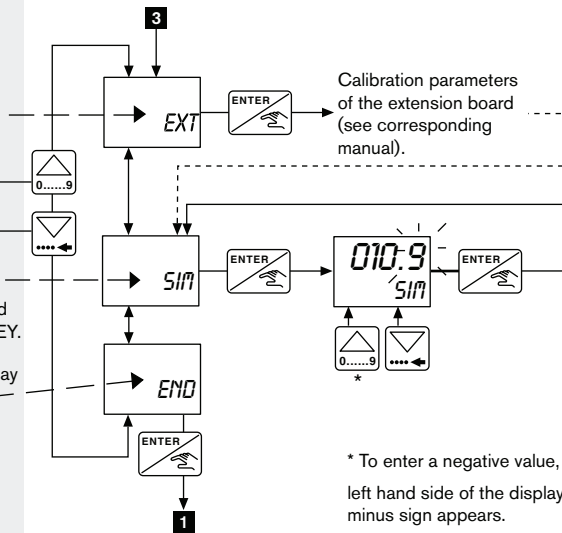 3
ENTER
EXT
Calibration parameters
of the extension board
(see corresponding
manual).
0......9
ENTER
SIM
010.9
SIM
ENTER
EY.
ay
0......9
*
END
ENTER
* To enter a negative value,
left hand side of the display
minus sign appears.
1